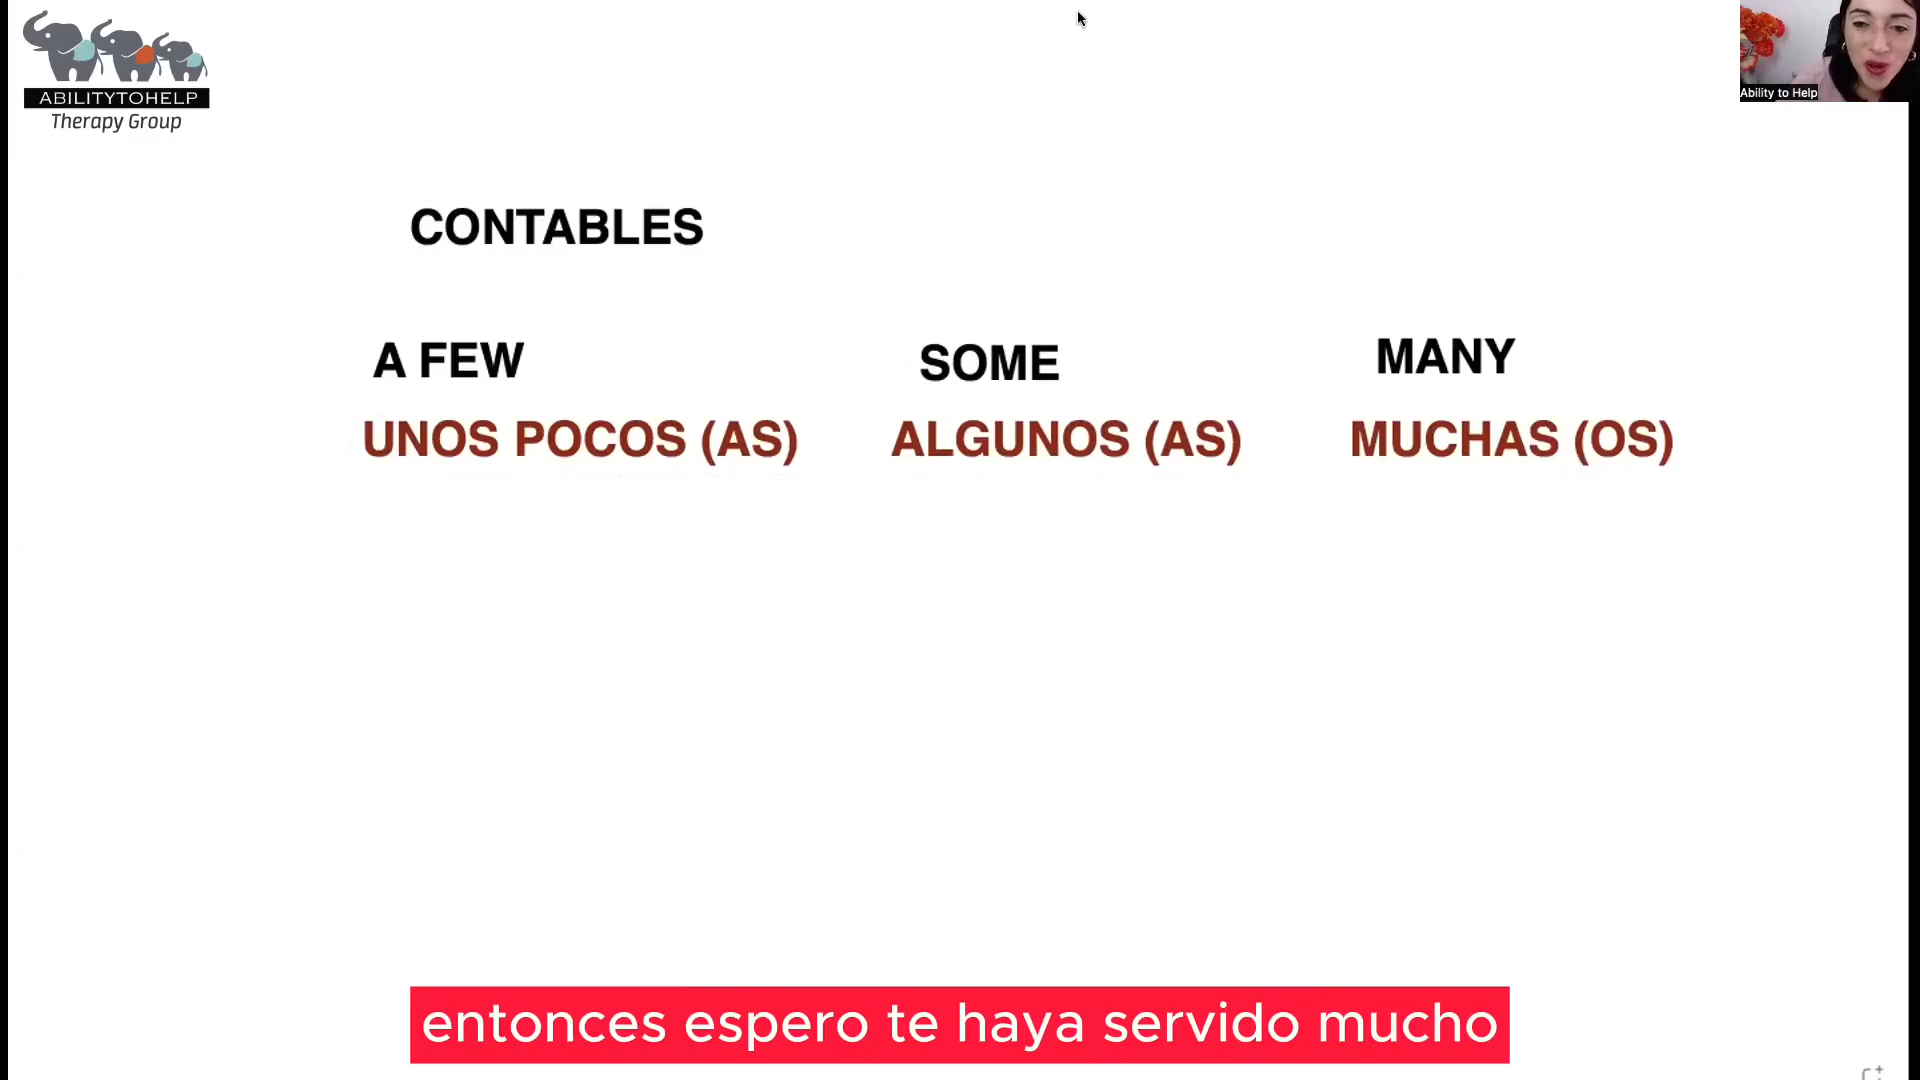 ABILITYTOHELP
Therapy Group
Ability to Help
CONTABLES
A FEW
SOME
MANY
UNOS POCOS (AS)
ALGUNOS (AS)
MUCHAS (OS)
entonces espero te haya servido mucho